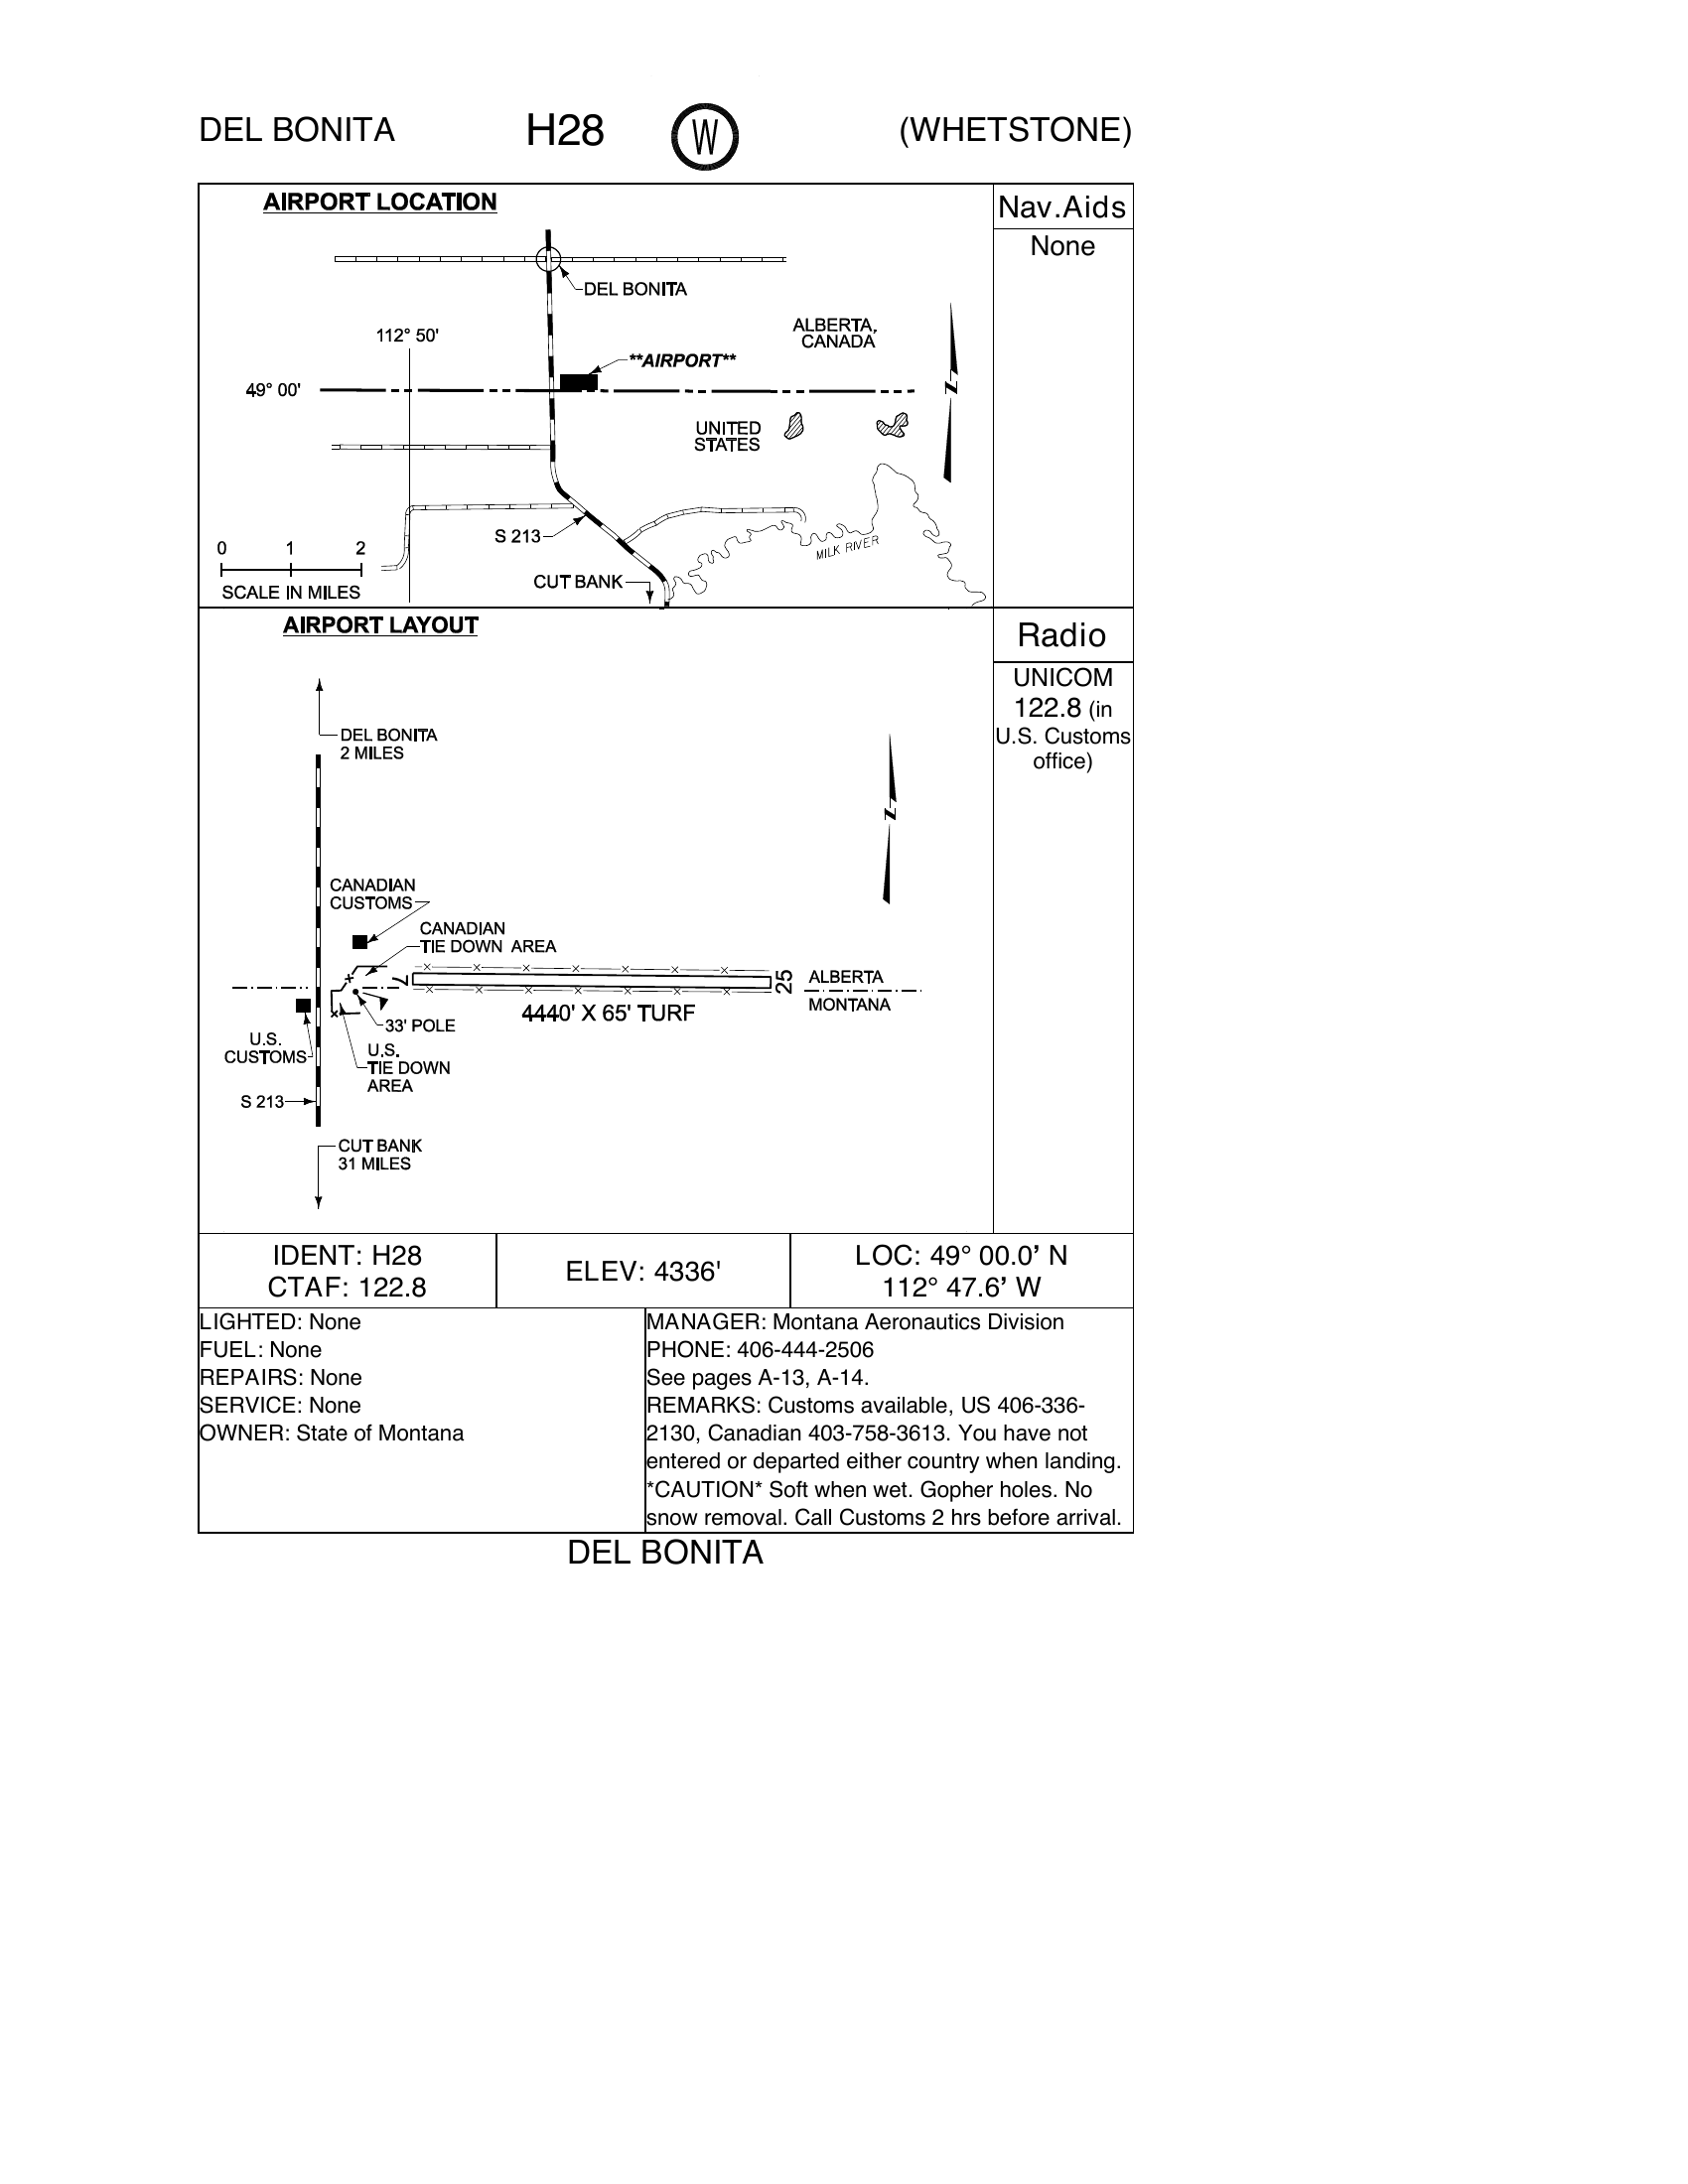 DEL BONITA H28 W (WHETSTONE)
AIRPORT LOCATION
Nav.Aids
None
DEL BONITA
112° 50'
ALBERTA,
CANADA
**AIRPORT**
49° 00'
N
UNITED
STATES
S 213
MILK RIVER
0 1 2
SCALE IN MILES
CUT BANK
AIRPORT LAYOUT
Radio
UNICOM
122.8 (in
U.S. Customs
office)
DEL BONITA
2 MILES
N
CANADIAN
CUSTOMS
CANADIAN
TIE DOWN AREA
7
25
ALBERTA
MONTANA
4440' X 65' TURF
33' POLE
U.S.
CUSTOMS
U.S.
TIE DOWN
AREA
S 213
CUT BANK
31 MILES
IDENT: H28
CTAF: 122.8
ELEV: 4336'
LOC: 49° 00.0’ N
112° 47.6’ W
LIGHTED: None
FUEL: None
REPAIRS: None
SERVICE: None
OWNER: State of Montana
MANAGER: Montana Aeronautics Division
PHONE: 406-444-2506
See pages A-13, A-14.
REMARKS: Customs available, US 406-336-
2130, Canadian 403-758-3613. You have not
entered or departed either country when landing.
*CAUTION* Soft when wet. Gopher holes. No
snow removal. Call Customs 2 hrs before arrival.
DEL BONITA